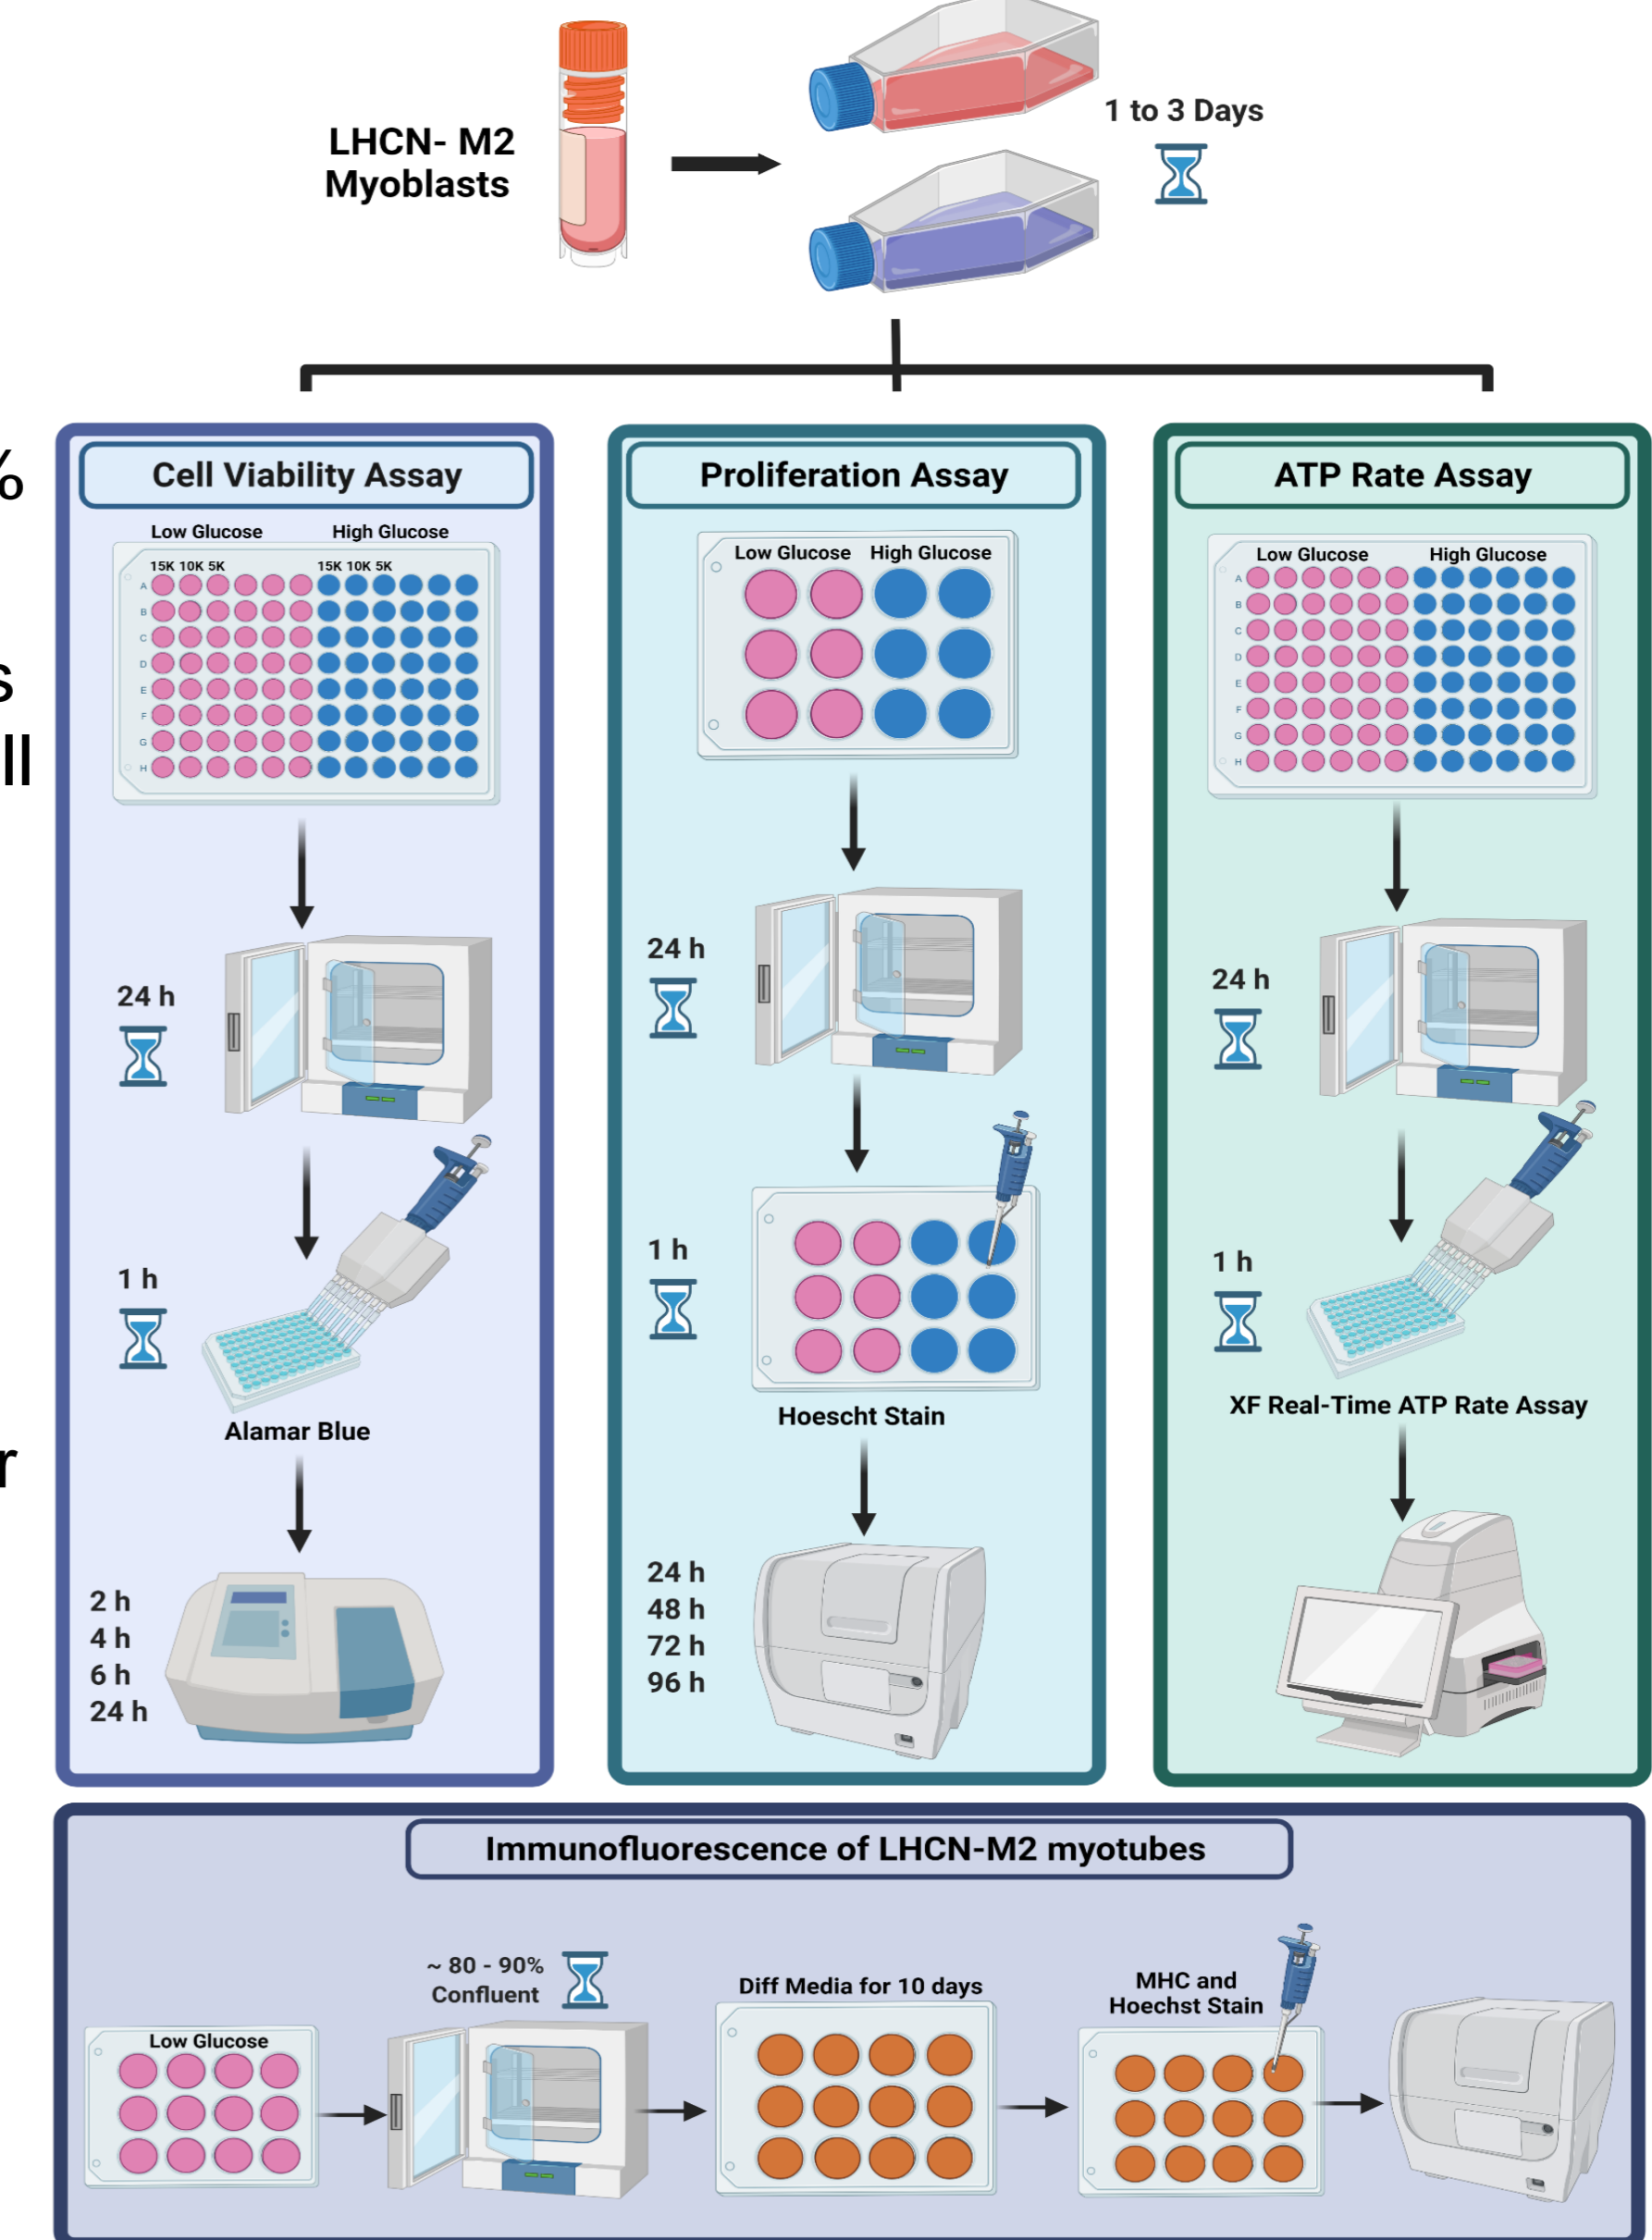 LHCN- M2
Myoblasts
1 to 3 Days
%
s
ll
r
Cell Viability Assay
Low Glucose High Glucose
15K 10K 5K 15K 10K 5K
A
B
C
D
E
F
G
H
24 h
1 h
Alamar Blue
2 h
4 h
6 h
24 h
Proliferation Assay
Low Glucose High Glucose
24 h
1 h
Hoescht Stain
24 h
48 h
72 h
96 h
ATP Rate Assay
Low Glucose High Glucose
A
B
C
D
E
F
G
H
24 h
1 h
XF Real-Time ATP Rate Assay
Immunofluorescence of LHCN-M2 myotubes
Low Glucose
~ 80 - 90%
Confluent
Diff Media for 10 days
MHC and
Hoechst Stain